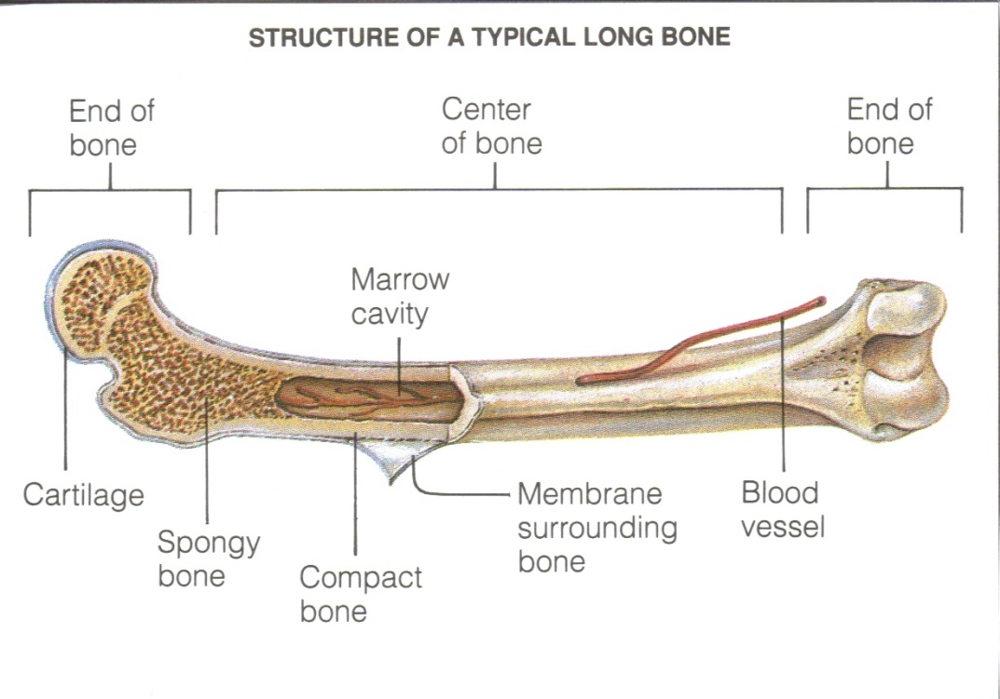 STRUCTURE OF A TYPICAL LONG BONE
End of
bone
Center
of bone
End of
bone
Marrow
cavity
Cartilage
Spongy
bone
Compact
bone
Membrane
surrounding
bone
Blood
vessel